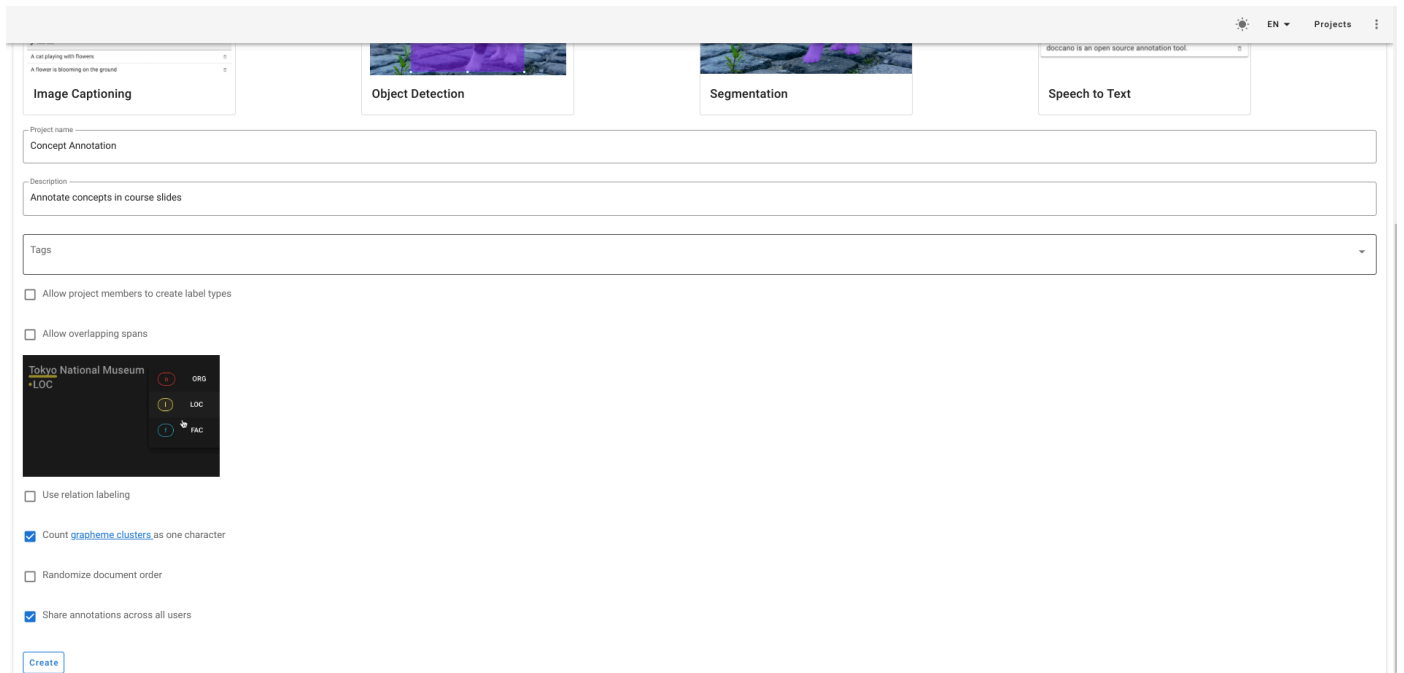 EN
Projects
A cat playing with flowers
A flower is blooming on the ground
doccano is an open source annotation tool.
Image Captioning
Object Detection
Segmentation
Speech to Text
Project name
Concept Annotation
Description
Annotate concepts in course slides
Tags
Allow project members to create label types
Allow overlapping spans
Tokyo National Museum
•LOC
o ORG
l LOC
f FAC
Use relation labeling
Count grapheme clusters as one character
Randomize document order
Share annotations across all users
Create